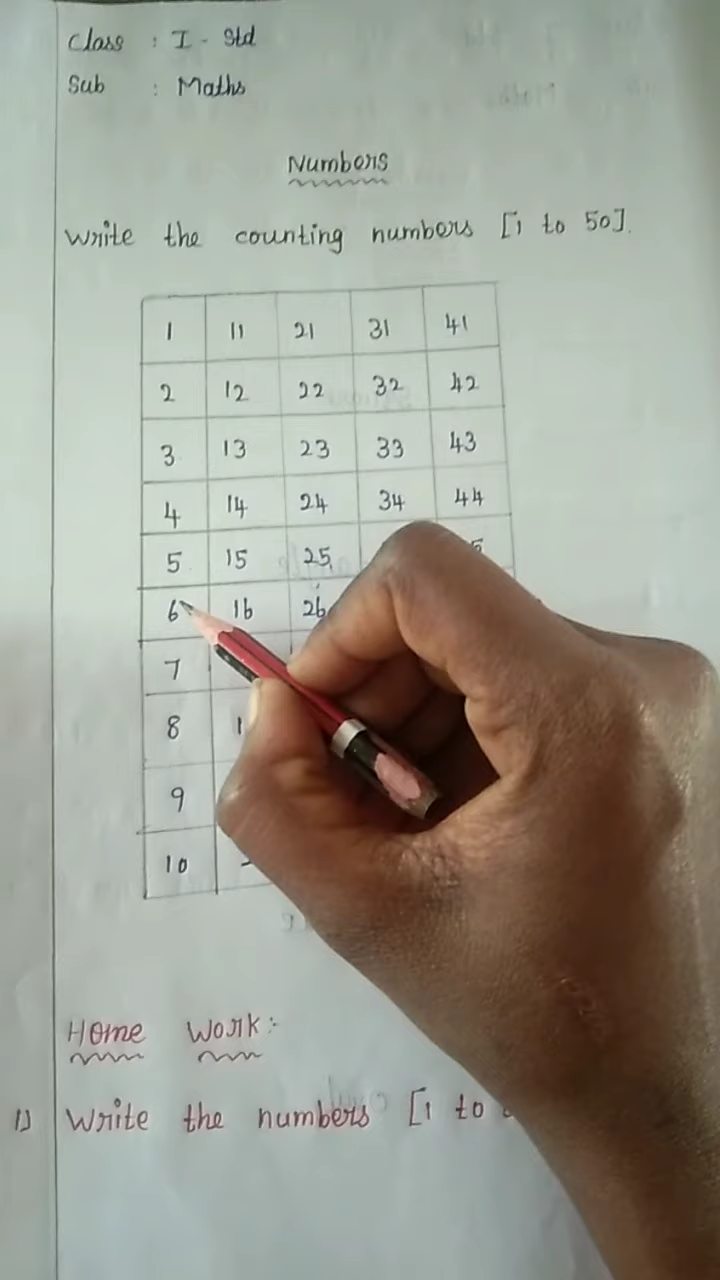 Class : I - Std
Sub : Maths
Numbers
Write the counting numbers [1 to 50].
1 11 21 31 41
2 12 22 32 42
3 13 23 33 43
4 14 24 34 44
5 15 25
6 16 26
7
8
9
10
Home Work:-
1) Write the numbers [1 to